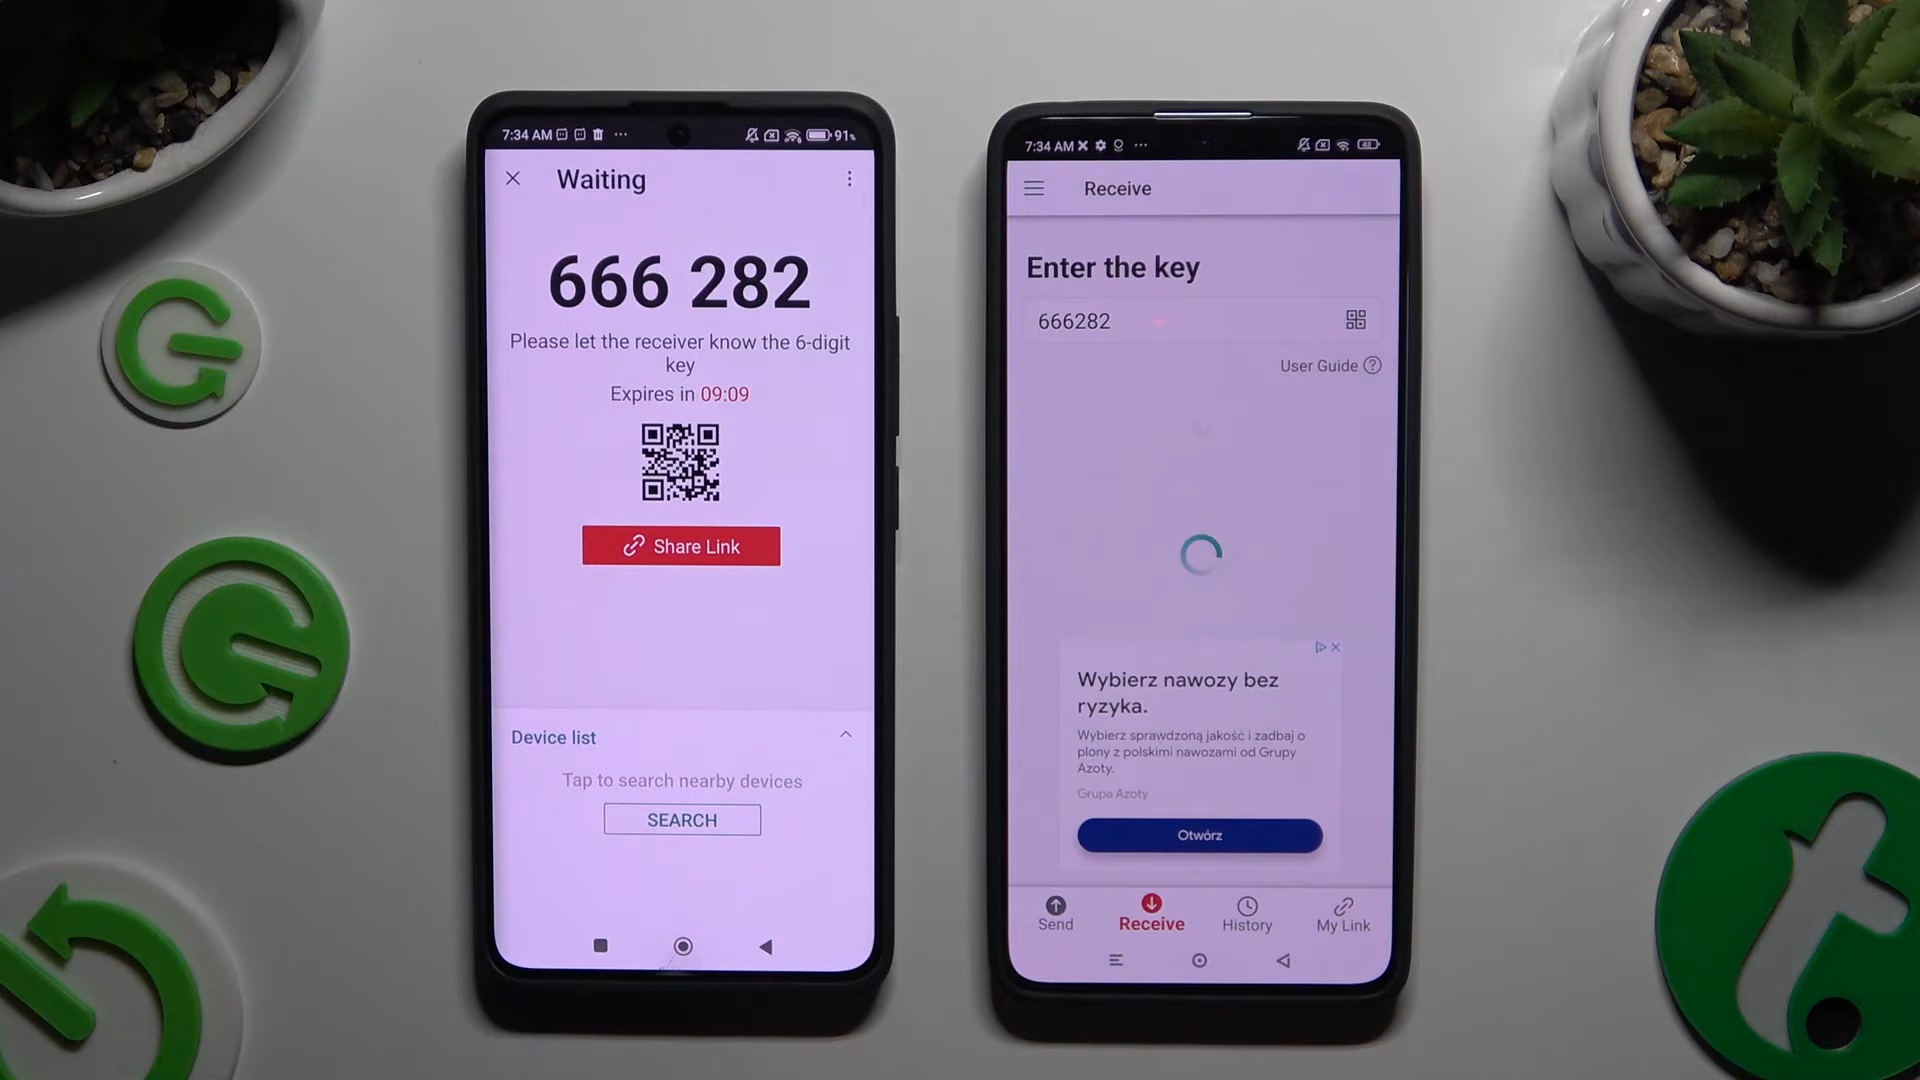 7:34 AM
91%
Waiting
666 282
Please let the receiver know the 6-digit
key
Expires in 09:09
Share Link
Device list
Tap to search nearby devices
SEARCH
7:34 AM
48
Receive
Enter the key
666282
User Guide ?
Wybierz nawozy bez
ryzyka.
Wybierz sprawdzoną jakość i zadbaj o
plony z polskimi nawozami od Grupy
Azoty.
Grupa Azoty
Otwórz
Send
Receive
History
My Link